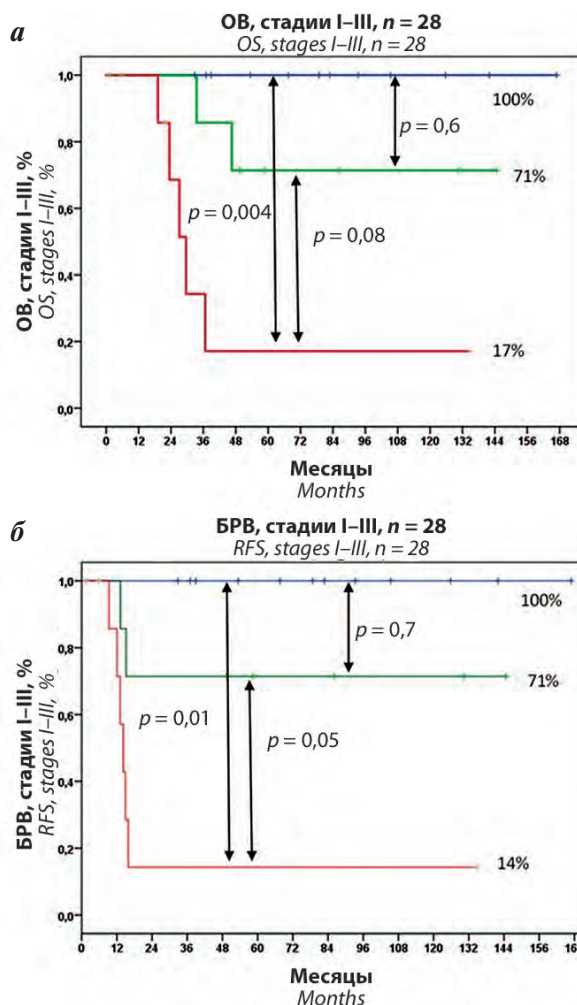 а
ОВ, стадии I–III, n = 28
OS, stages I–III, n = 28
ОВ, стадии I–III, %
OS, stages I–III, %
1,0
0,8
0,6
0,4
0,2
0,0
100%
p = 0,6
71%
p = 0,004
p = 0,08
17%
0 12 24 36 48 60 72 84 96 108 120 132 144 156 168
Месяцы
Months
б
БРВ, стадии I–III, n = 28
RFS, stages I–III, n = 28
БРВ, стадии I–III, %
RFS, stages I–III, %
1,0
0,8
0,6
0,4
0,2
0,0
100%
p = 0,7
71%
p = 0,01
p = 0,05
14%
0 12 24 36 48 60 72 84 96 108 120 132 144 156 168
Месяцы
Months